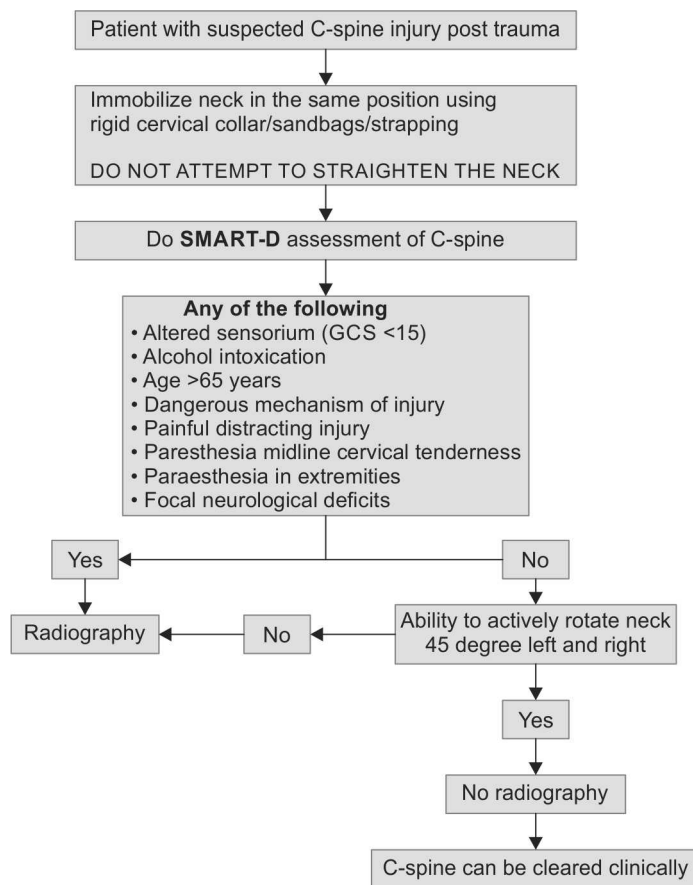 Patient with suspected C-spine injury post trauma
Immobilize neck in the same position using
rigid cervical collar/sandbags/strapping
DO NOT ATTEMPT TO STRAIGHTEN THE NECK
Do SMART-D assessment of C-spine
Any of the following
• Altered sensorium (GCS <15)
• Alcohol intoxication
• Age >65 years
• Dangerous mechanism of injury
• Painful distracting injury
• Paresthesia midline cervical tenderness
• Paraesthesia in extremities
• Focal neurological deficits
Yes
No
Radiography
No
Ability to actively rotate neck
45 degree left and right
Yes
No radiography
C-spine can be cleared clinically